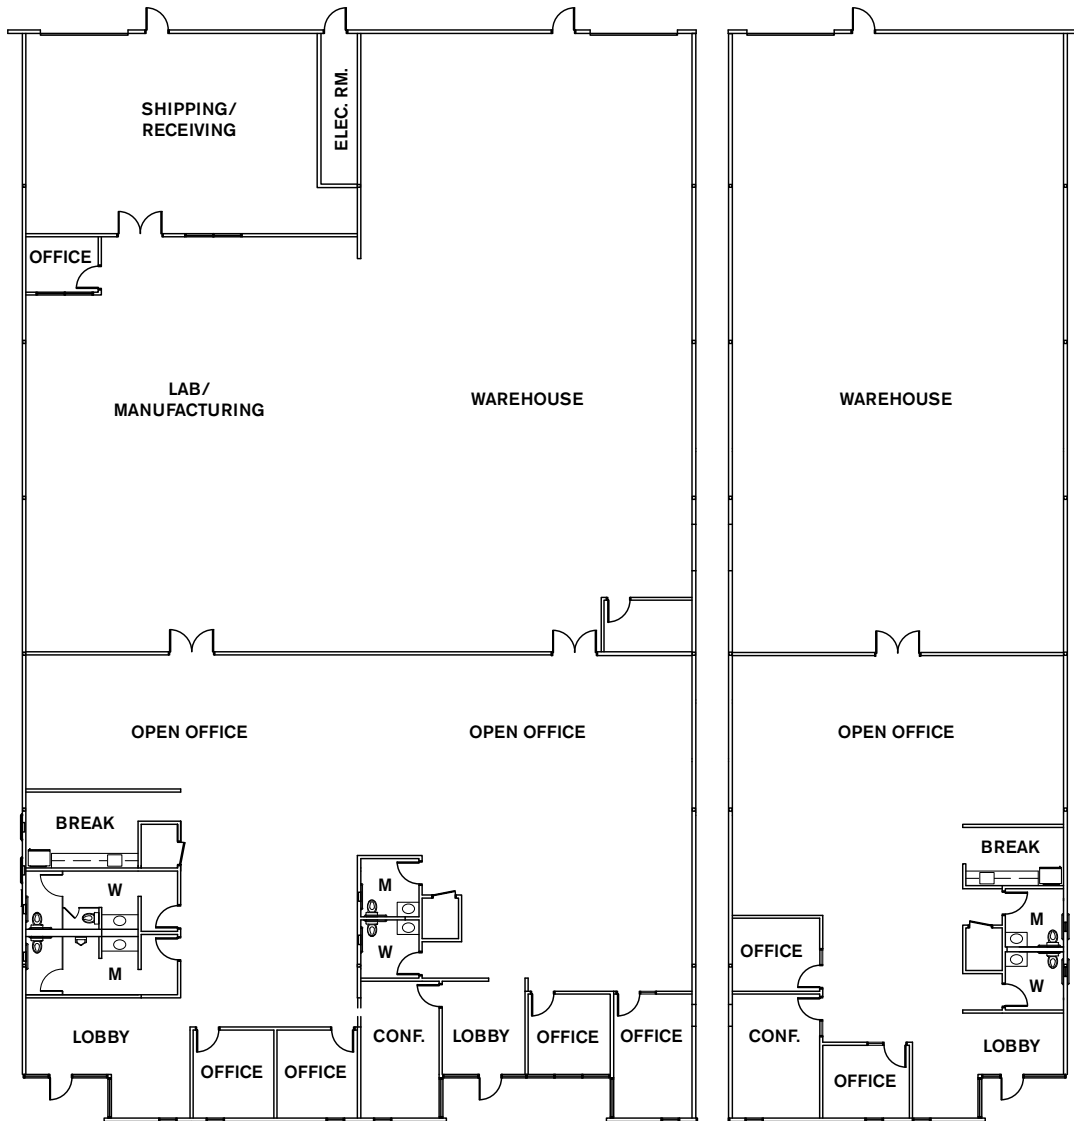 SHIPPING/
RECEIVING
ELEC. RM.
OFFICE
LAB/
MANUFACTURING
WAREHOUSE
WAREHOUSE
OPEN OFFICE
OPEN OFFICE
OPEN OFFICE
BREAK
BREAK
W
M
M
W
M
W
OFFICE
LOBBY
OFFICE
OFFICE
CONF.
LOBBY
OFFICE
OFFICE
CONF.
OFFICE
LOBBY